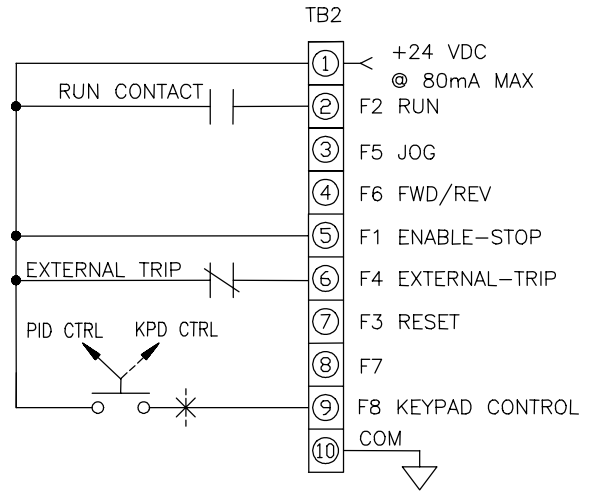 TB2
1 +24 VDC
@ 80mA MAX
RUN CONTACT 2 F2 RUN
3 F5 JOG
4 F6 FWD/REV
5 F1 ENABLE-STOP
EXTERNAL TRIP 6 F4 EXTERNAL-TRIP
7 F3 RESET
PID CTRL KPD CTRL
8 F7
9 F8 KEYPAD CONTROL
10 COM